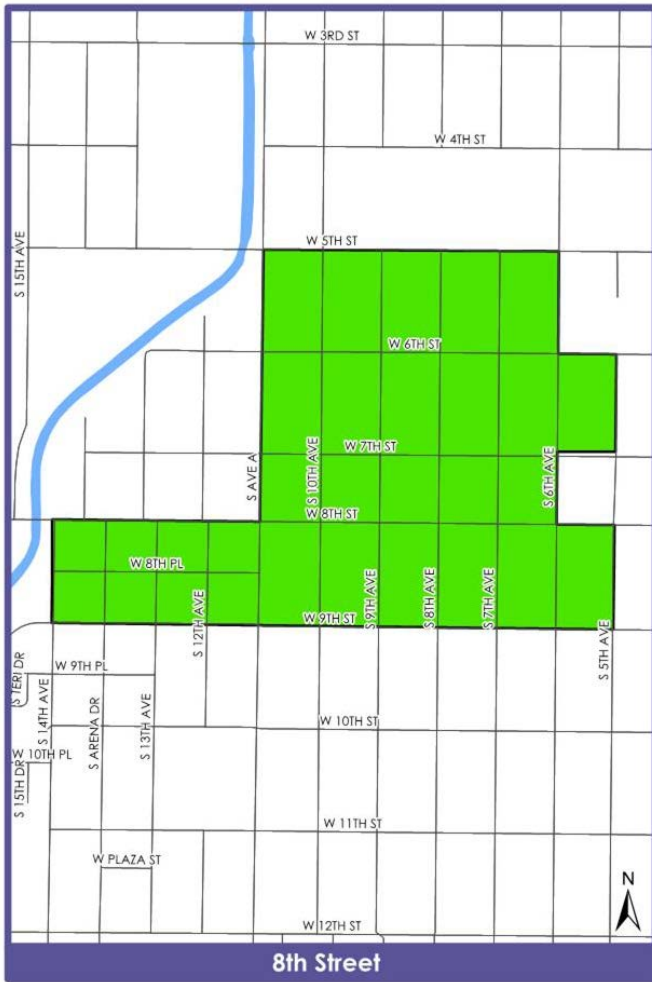 W 3RD ST
W 4TH ST
S 15TH AVE
W 5TH ST
W 6TH ST
W 7TH ST
S AVE A
S 10TH AVE
S 6TH AVE
W 8TH ST
W 8TH PL
S 12TH AVE
W 9TH ST
S 9TH AVE
S 8TH AVE
S 7TH AVE
S 5TH AVE
S TERI DR
W 9TH PL
S 14TH AVE
S ARENA DR
S 13TH AVE
W 10TH ST
W 10TH PL
S 15TH DR
W 11TH ST
W PLAZA ST
N
W 12TH ST
8th Street